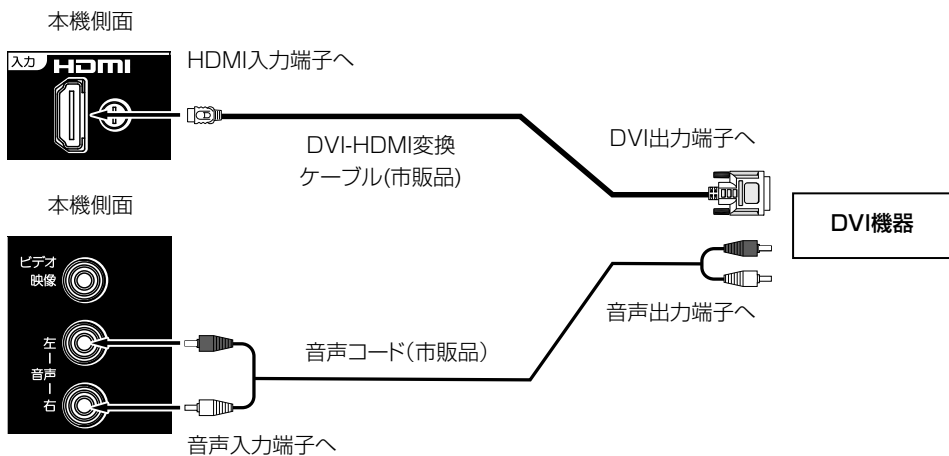 本機側面
入力
HDMI
HDMI入力端子へ
DVI-HDMI変換
ケーブル(市販品)
DVI出力端子へ
DVI機器
本機側面
ビデオ
映像
左
音声
右
音声コード(市販品)
音声出力端子へ
音声入力端子へ